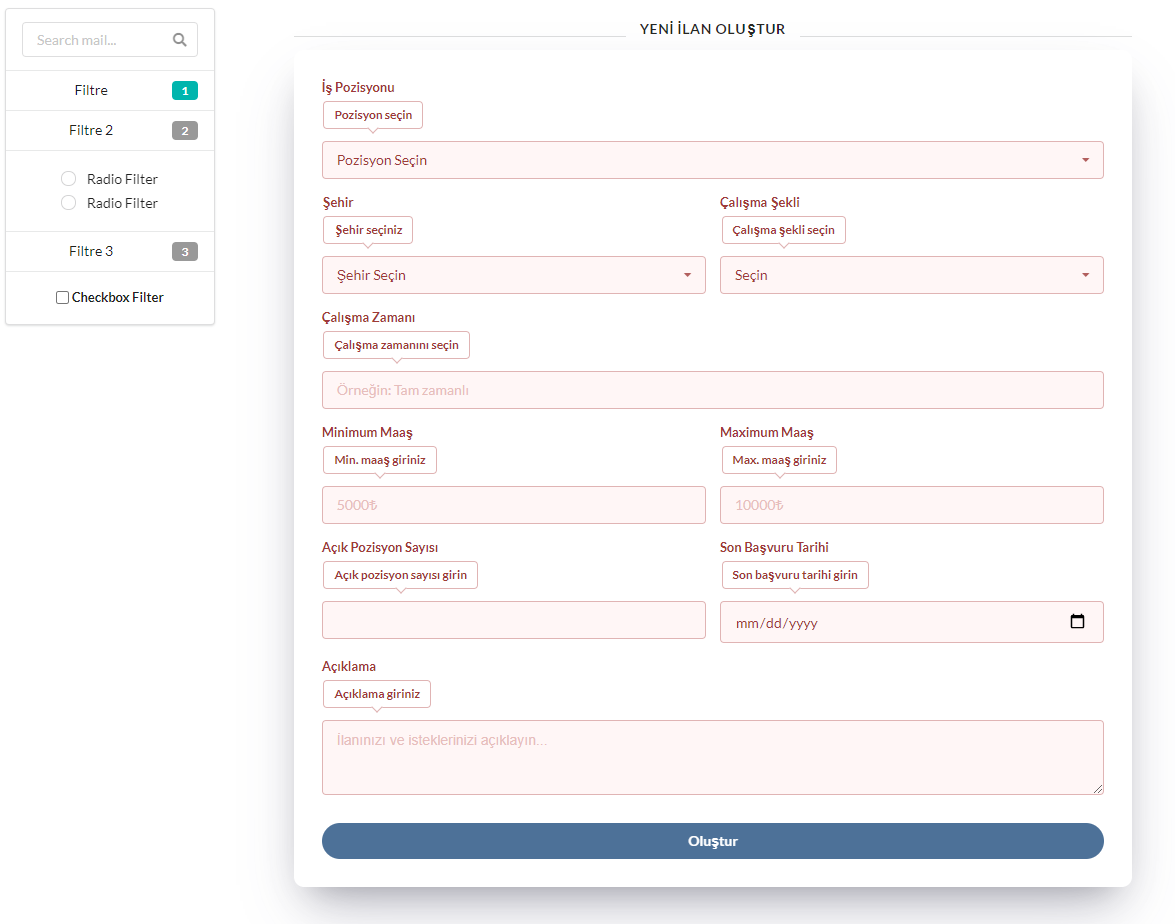 Search mail...
Filtre 1
Filtre 2 2
Radio Filter
Radio Filter
Filtre 3 3
Checkbox Filter
YENİ İLAN OLUŞTUR
İş Pozisyonu
Pozisyon seçin
Pozisyon Seçin
Şehir
Şehir seçiniz
Şehir Seçin
Çalışma Şekli
Çalışma şekli seçin
Seçin
Çalışma Zamanı
Çalışma zamanını seçin
Örneğin: Tam zamanlı
Minimum Maaş
Min. maaş giriniz
5000₺
Maximum Maaş
Max. maaş giriniz
10000₺
Açık Pozisyon Sayısı
Açık pozisyon sayısı girin
Son Başvuru Tarihi
Son başvuru tarihi girin
mm/dd/yyyy
Açıklama
Açıklama giriniz
İlanınızı ve isteklerinizi açıklayın...
Oluştur